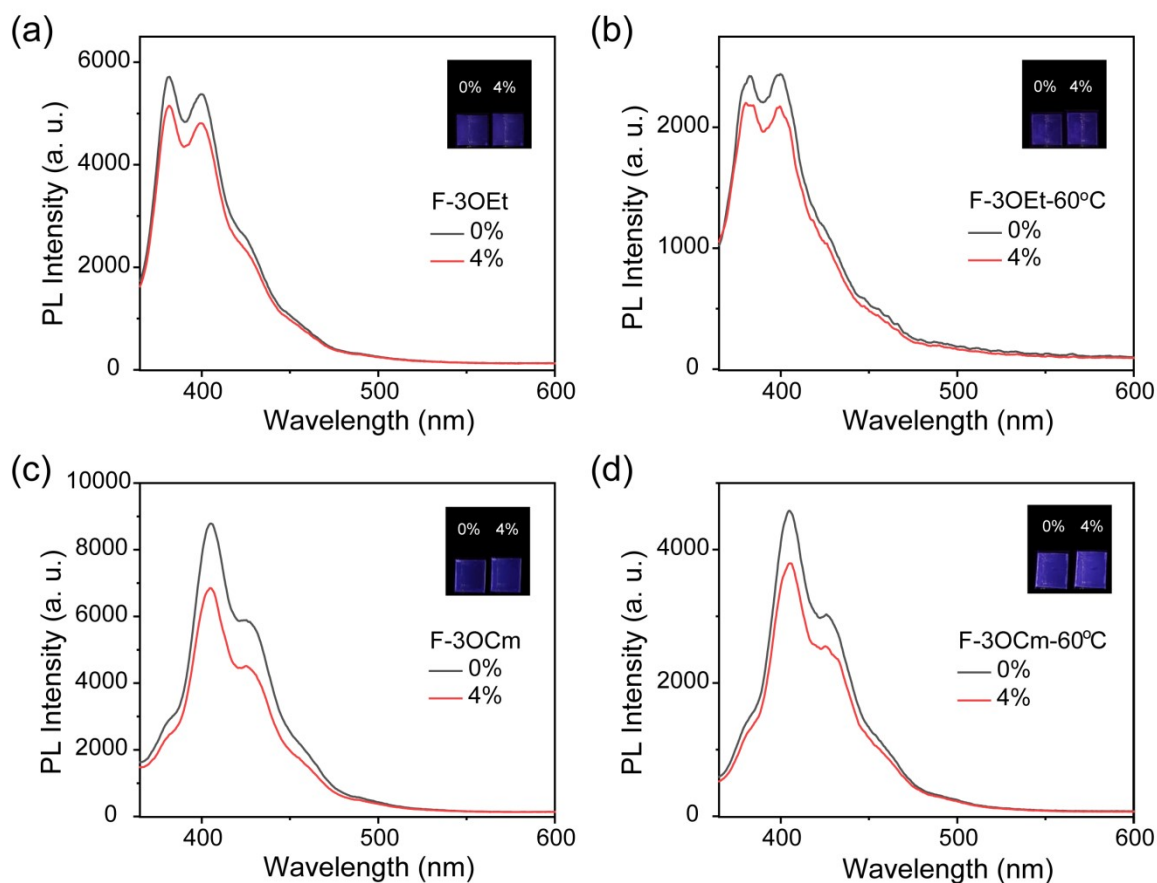 (a)
6000
4000
2000
0
PL Intensity (a. u.)
0% 4%
F-3OEt
0%
4%
400 500 600
Wavelength (nm)
(b)
2000
1000
0
PL Intensity (a. u.)
0% 4%
F-3OEt-60°C
0%
4%
400 500 600
Wavelength (nm)
(c)
10000
8000
6000
4000
2000
0
PL Intensity (a. u.)
0% 4%
F-3OCm
0%
4%
400 500 600
Wavelength (nm)
(d)
4000
2000
0
PL Intensity (a. u.)
0% 4%
F-3OCm-60°C
0%
4%
400 500 600
Wavelength (nm)